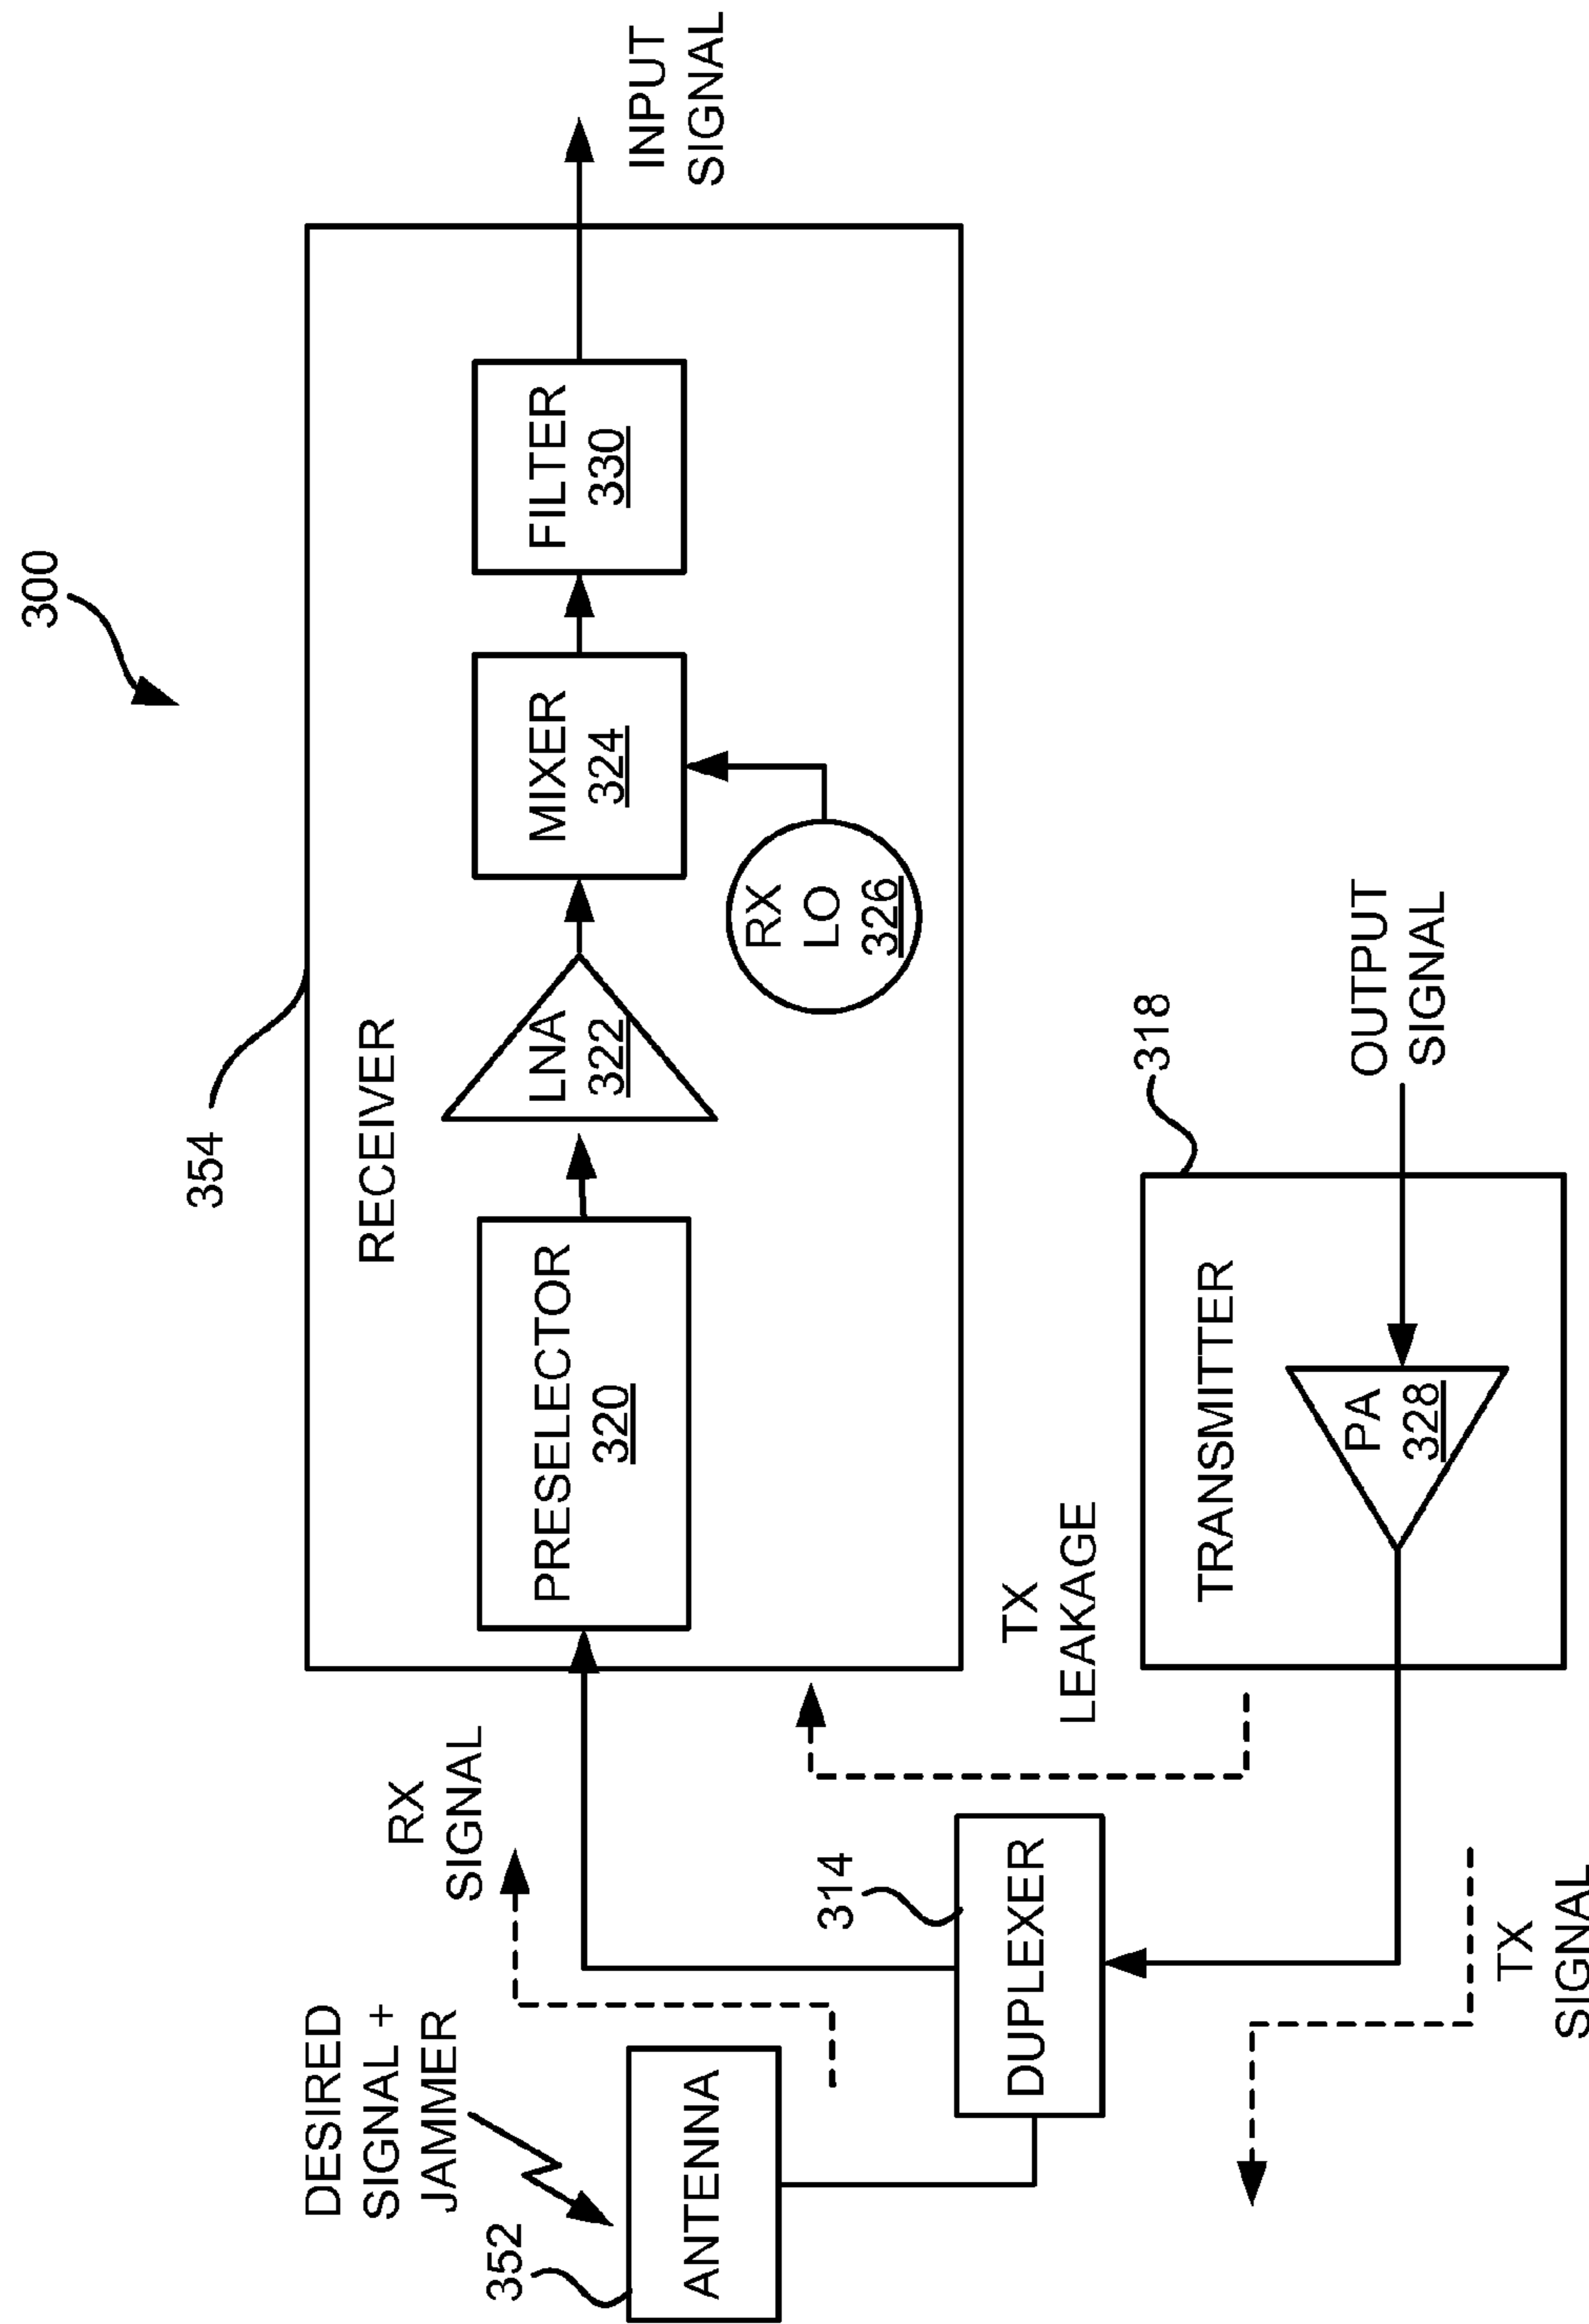 300
354
RECEIVER
DESIRED
SIGNAL +
JAMMER
RX
SIGNAL
352
ANTENNA
PRESELECTOR
320
LNA
322
MIXER
324
FILTER
330
INPUT
SIGNAL
RX
LO
326
314
DUPLEXER
TX
LEAKAGE
318
TRANSMITTER
PA
328
OUTPUT
SIGNAL
TX
SIGNAL